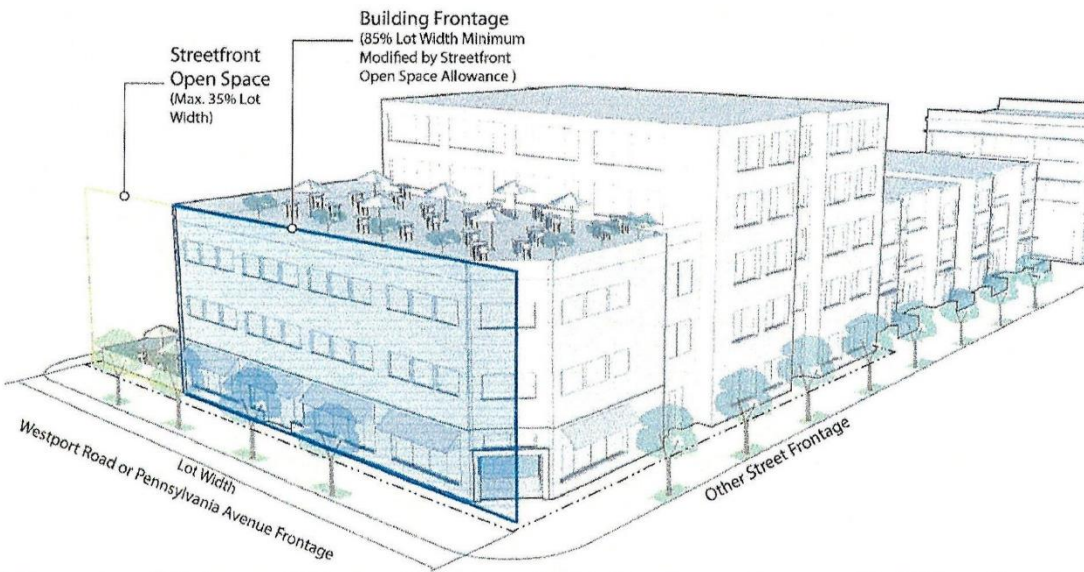 Building Frontage
(85% Lot Width Minimum
Modified by Streetfront
Open Space Allowance )
Streetfront
Open Space
(Max. 35% Lot
Width)
Lot Width
Westport Road or Pennsylvania Avenue Frontage
Other Street Frontage